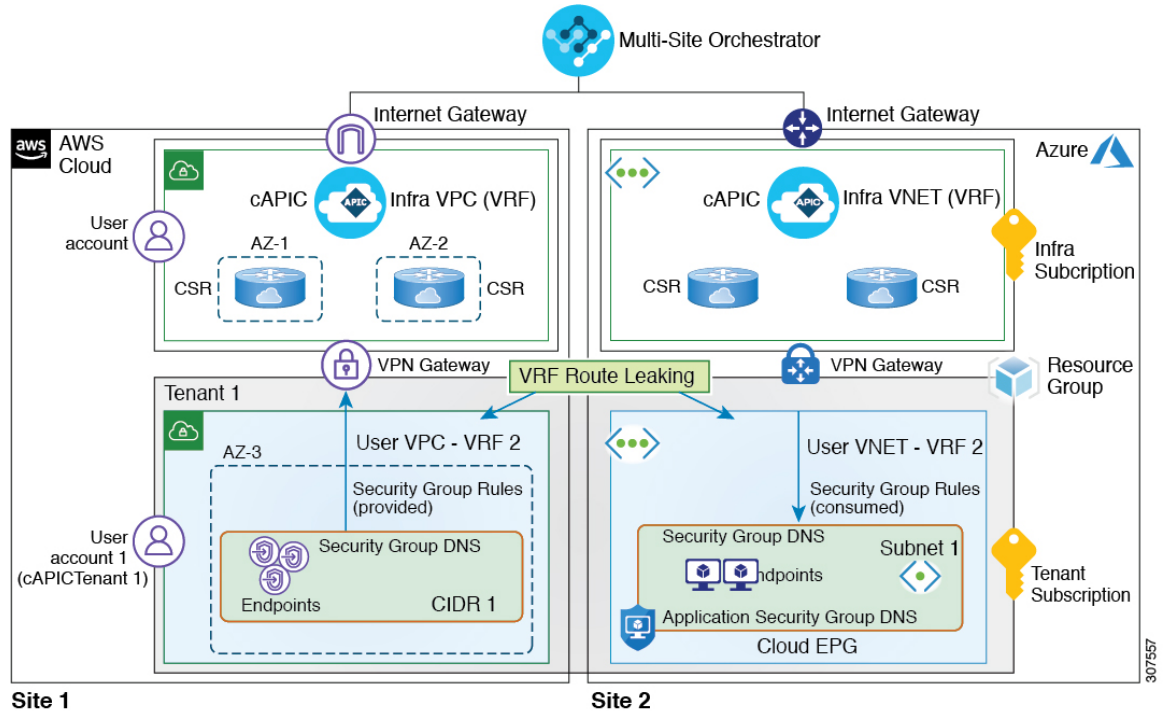 Multi-Site Orchestrator
Internet Gateway
Internet Gateway
aws
AWS
Cloud
Azure
cAPIC
APIC
Infra VPC (VRF)
cAPIC
APIC
Infra VNET (VRF)
User
account
AZ-1
AZ-2
CSR
CSR
CSR
CSR
Infra
Subcription
VPN Gateway
VPN Gateway
VRF Route Leaking
Resource
Group
Tenant 1
User VPC - VRF 2
User VNET - VRF 2
AZ-3
Security Group Rules
(provided)
Security Group Rules
(consumed)
User
account 1
(cAPICTenant 1)
Security Group DNS
Endpoints
CIDR 1
Security Group DNS
Subnet 1
ndpoints
Application Security Group DNS
Cloud EPG
Tenant
Subscription
307557
Site 1
Site 2